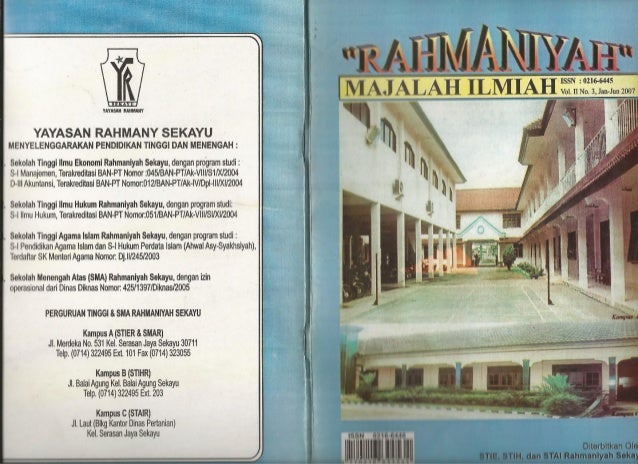 YR
SEKAYU
YAYASAN RAHMANY
YAYASAN RAHMANY SEKAYU
MENYELENGGARAKAN PENDIDIKAN TINGGI DAN MENENGAH :
Sekolah Tinggi Ilmu Ekonomi Rahmaniyah Sekayu, dengan program studi :
S-I Manajemen, Terakreditasi BAN-PT Nomor :045/BAN-PT/Ak-VIII/S1/X/2004
D-III Akuntansi, Terakreditasi BAN-PT Nomor:012/BAN-PT/Ak-IV/Dpl-III/XI/2004
Sekolah Tinggi Ilmu Hukum Rahmaniyah Sekayu, dengan program studi:
S-I Ilmu Hukum, Terakreditasi BAN-PT Nomor:051/BAN-PT/Ak-VIII/SI/XI/2004
Sekolah Tinggi Agama Islam Rahmaniyah Sekayu, dengan program studi :
S-I Pendidikan Agama Islam dan S-I Hukum Perdata Islam (Ahwal Asy-Syakhsiyah),
Terdaftar SK Menteri Agama Nomor: Dj.II/245/2003
Sekolah Menengah Atas (SMA) Rahmaniyah Sekayu, dengan izin
operasional dari Dinas Diknas Nomor: 425/1397/Diknas/2005
PERGURUAN TINGGI & SMA RAHMANIYAH SEKAYU
Kampus A (STIER & SMAR)
Jl. Merdeka No. 531 Kel. Serasan Jaya Sekayu 30711
Telp. (0714) 322495 Ext. 101 Fax (0714) 323055
Kampus B (STIHR)
Jl. Balai Agung Kel. Balai Agung Sekayu
Telp. (0714) 322495 Ext. 203
Kampus C (STAIR)
Jl. Laut (Blkg Kantor Dinas Pertanian)
Kel. Serasan Jaya Sekayu
"RAHMANIYAH"
MAJALAH ILMIAH
ISSN : 0216-6445
Vol. II No. 3, Jan-Jun 2007
Kampus
Kampus
ISSN 0216-6445
Diterbitkan Ole
STIE, STIH, dan STAI Rahmaniyah Sekay